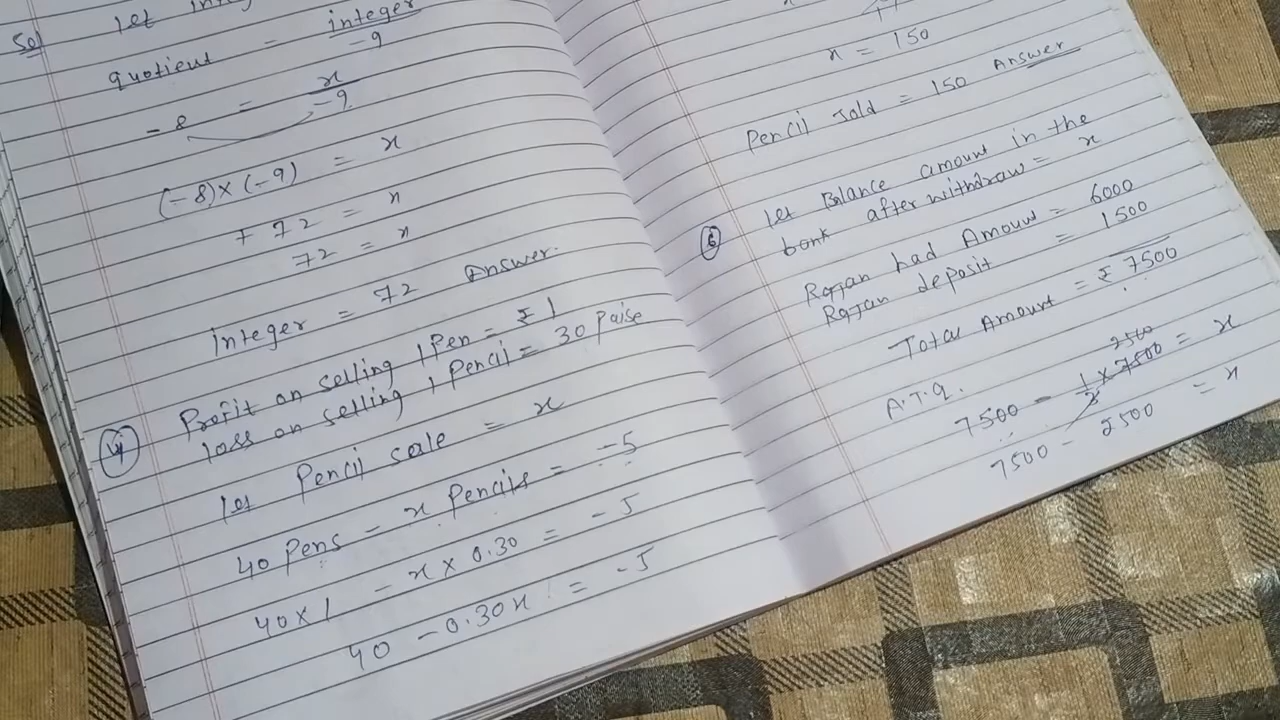 Sol let
quotient = integer
-9
-8 = x
-9
(-8)×(-9) = x
+ 72 = x
72 = x
integer = 72 Answer.
Profit on selling 1 Pen = ₹ 1
loss on selling 1 Pencil = 30 Paise
let Pencil sale = x
40 Pens - x Pencils = -5
40×1 - x × 0.30 = -5
40 - 0.30x = -5
x = 150
Pencil sold = 150 Answer
6 let Balance amount in the
bank after withdraw = x
Rajan had Amount = 6000
Rajan deposit = 1500
Total Amount = ₹ 7500
A.T.Q.
2500
7500 - 1/3 × 7500 = x
7500 - 2500 = x